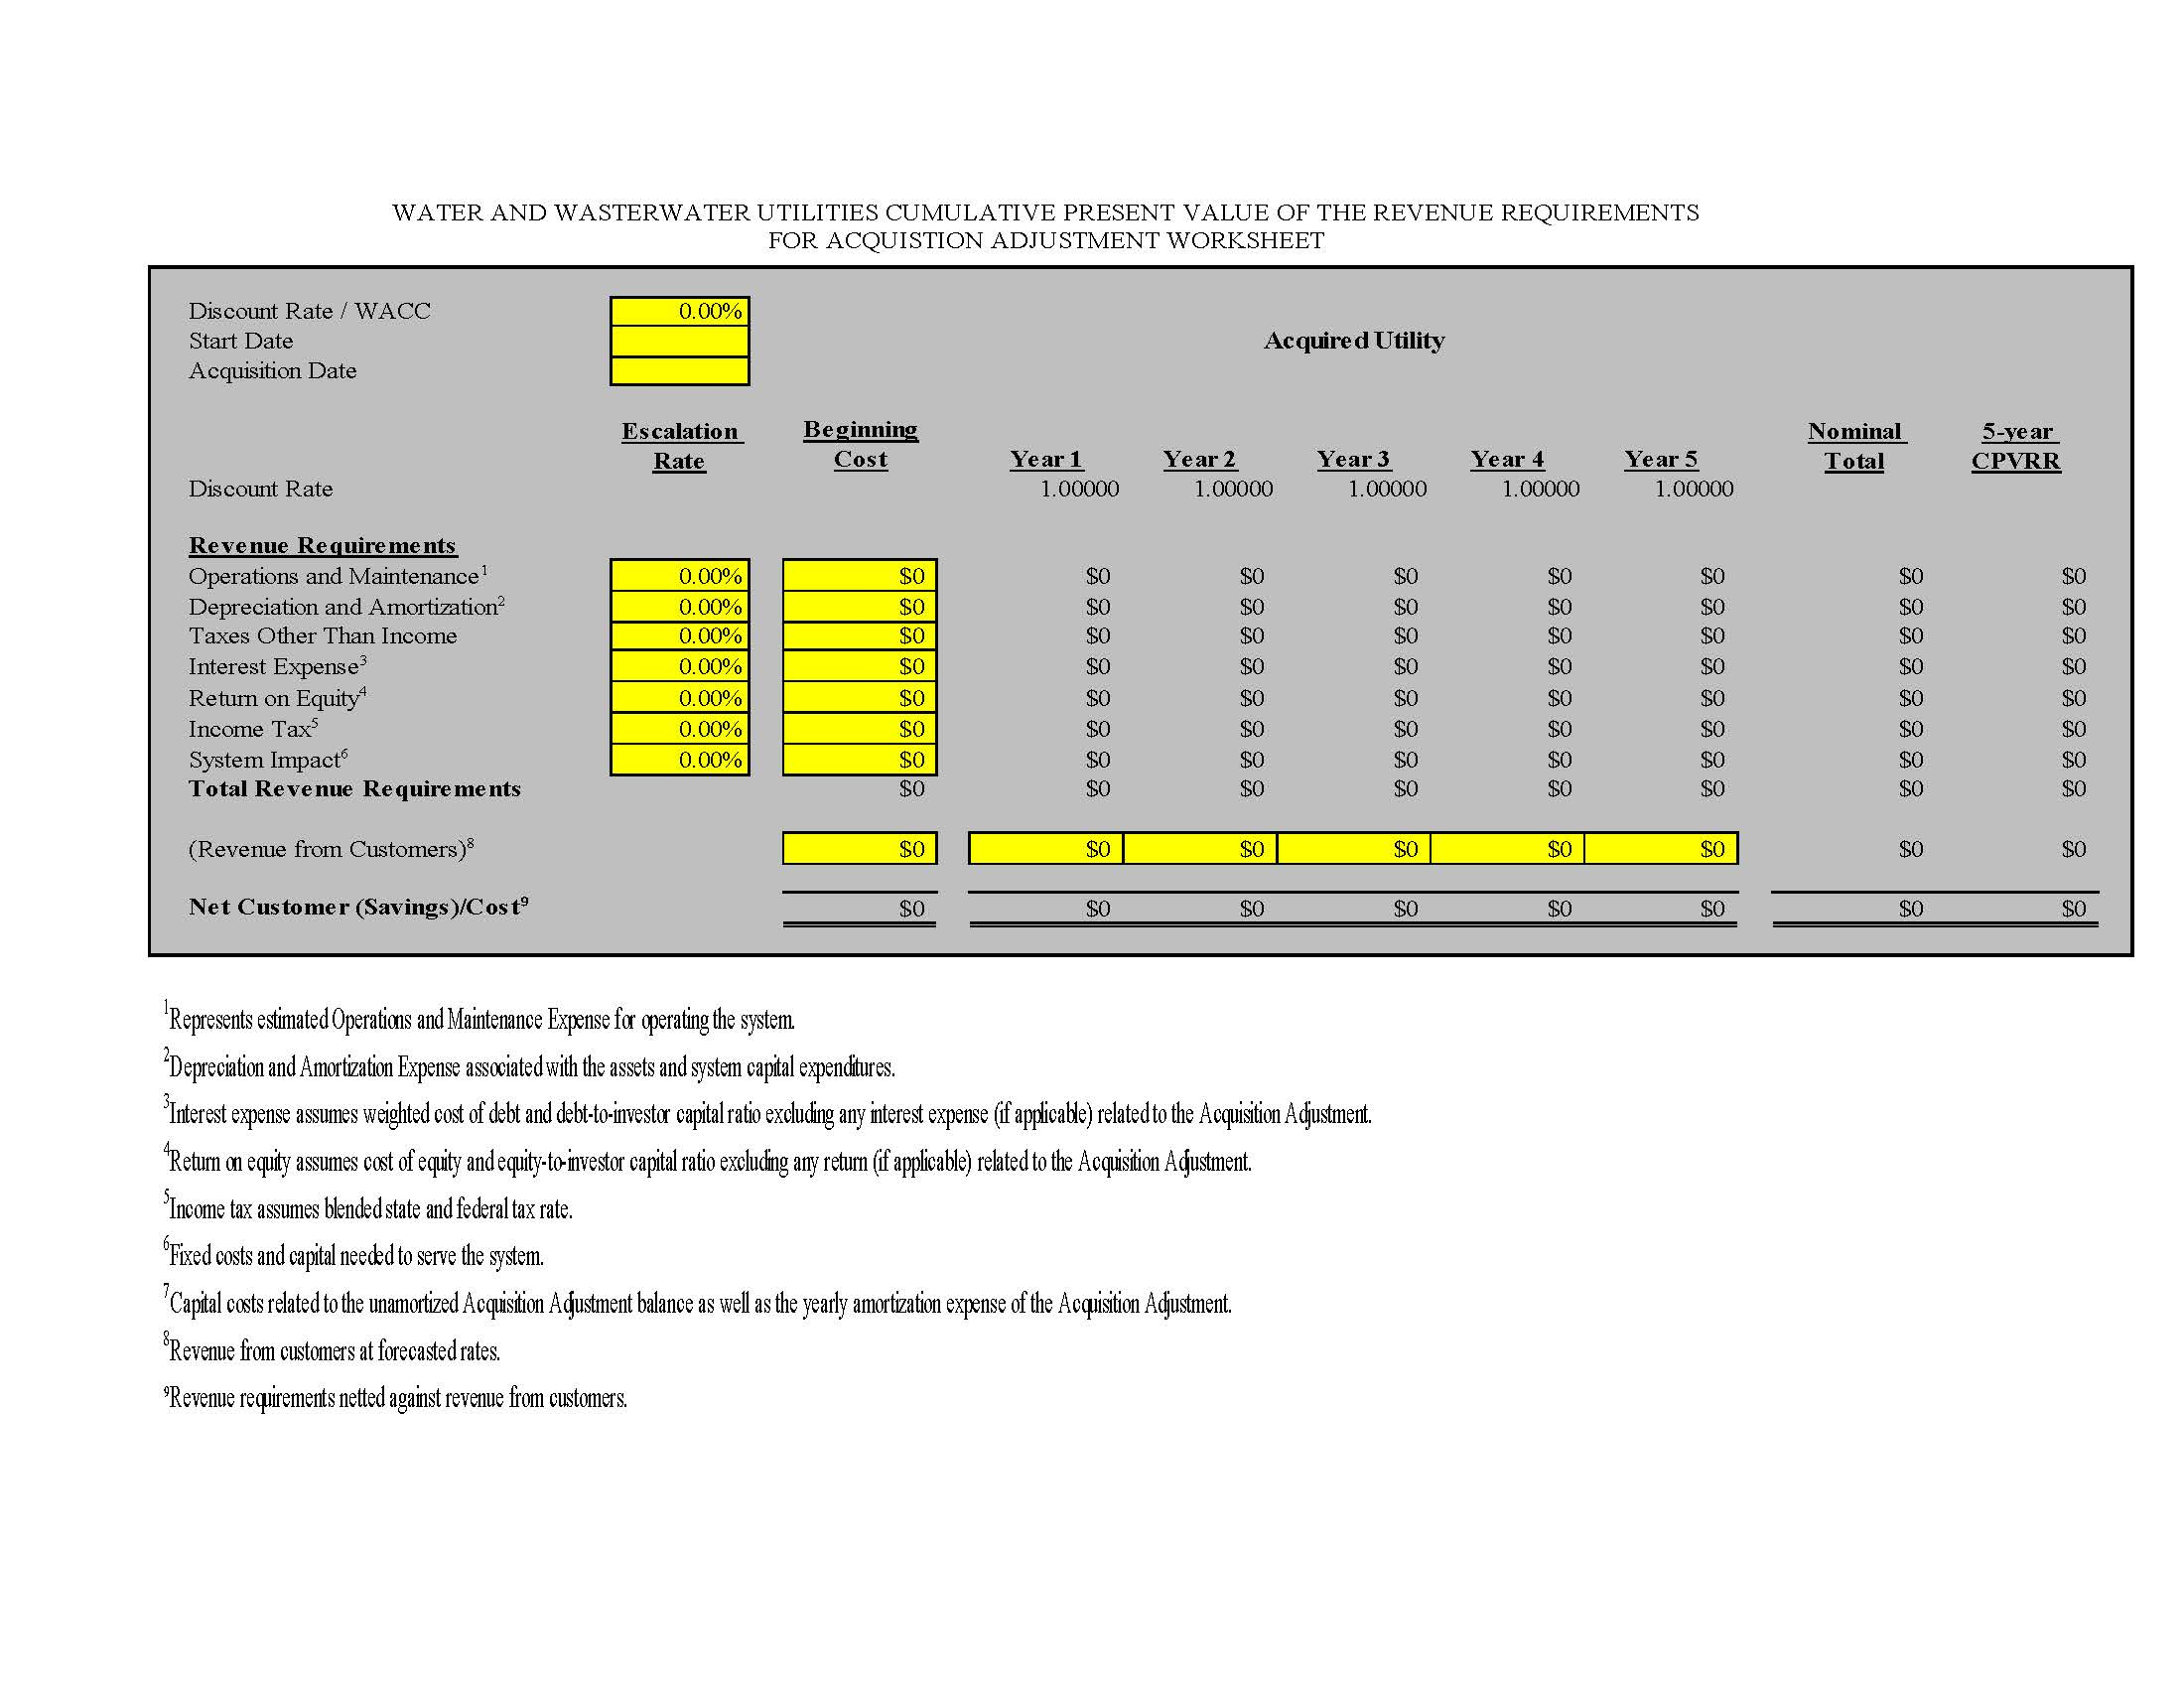 WATER AND WASTERWATER UTILITIES CUMULATIVE PRESENT VALUE OF THE REVENUE REQUIREMENTS
FOR ACQUISTION ADJUSTMENT WORKSHEET
Discount Rate / WACC 0.00%
Start Date Acquired Utility
Acquisition Date
Escalation Beginning Nominal 5-year
Rate Cost Year 1 Year 2 Year 3 Year 4 Year 5 Total CPVRR
Discount Rate 1.00000 1.00000 1.00000 1.00000 1.00000
Revenue Requirements
Operations and Maintenance¹ 0.00% $0 $0 $0 $0 $0 $0 $0 $0
Depreciation and Amortization² 0.00% $0 $0 $0 $0 $0 $0 $0 $0
Taxes Other Than Income 0.00% $0 $0 $0 $0 $0 $0 $0 $0
Interest Expense³ 0.00% $0 $0 $0 $0 $0 $0 $0 $0
Return on Equity⁴ 0.00% $0 $0 $0 $0 $0 $0 $0 $0
Income Tax⁵ 0.00% $0 $0 $0 $0 $0 $0 $0 $0
System Impact⁶ 0.00% $0 $0 $0 $0 $0 $0 $0 $0
Total Revenue Requirements $0 $0 $0 $0 $0 $0 $0 $0
(Revenue from Customers)⁸ $0 $0 $0 $0 $0 $0 $0 $0
Net Customer (Savings)/Cost⁹ $0 $0 $0 $0 $0 $0 $0 $0
¹Represents estimated Operations and Maintenance Expense for operating the system.
²Depreciation and Amortization Expense associated with the assets and system capital expenditures.
³Interest expense assumes weighted cost of debt and debt-to-investor capital ratio excluding any interest expense (if applicable) related to the Acquisition Adjustment.
⁴Return on equity assumes cost of equity and equity-to-investor capital ratio excluding any return (if applicable) related to the Acquisition Adjustment.
⁵Income tax assumes blended state and federal tax rate.
⁶Fixed costs and capital needed to serve the system.
⁷Capital costs related to the unamortized Acquisition Adjustment balance as well as the yearly amortization expense of the Acquisition Adjustment.
⁸Revenue from customers at forecasted rates.
⁹Revenue requirements netted against revenue from customers.